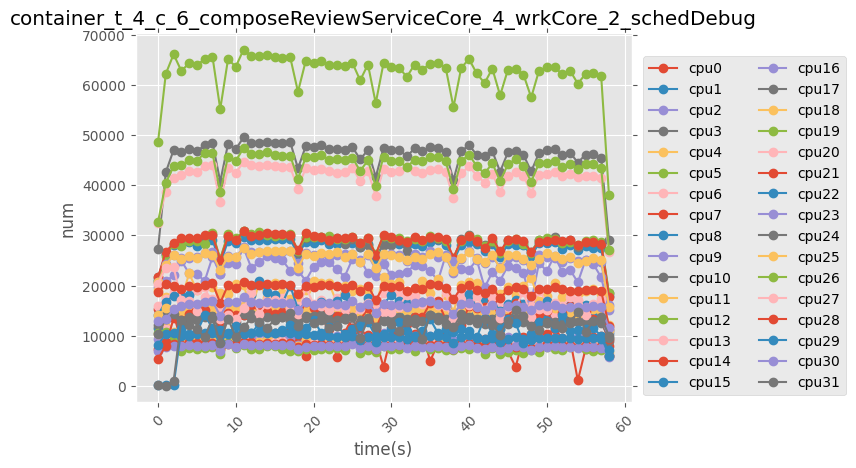 container_t_4_c_6_composeReviewServiceCore_4_wrkCore_2_schedDebug
70000
60000
50000
40000
30000
20000
10000
0
num
0 10 20 30 40 50 60
time(s)
cpu0 cpu16
cpu1 cpu17
cpu2 cpu18
cpu3 cpu19
cpu4 cpu20
cpu5 cpu21
cpu6 cpu22
cpu7 cpu23
cpu8 cpu24
cpu9 cpu25
cpu10 cpu26
cpu11 cpu27
cpu12 cpu28
cpu13 cpu29
cpu14 cpu30
cpu15 cpu31